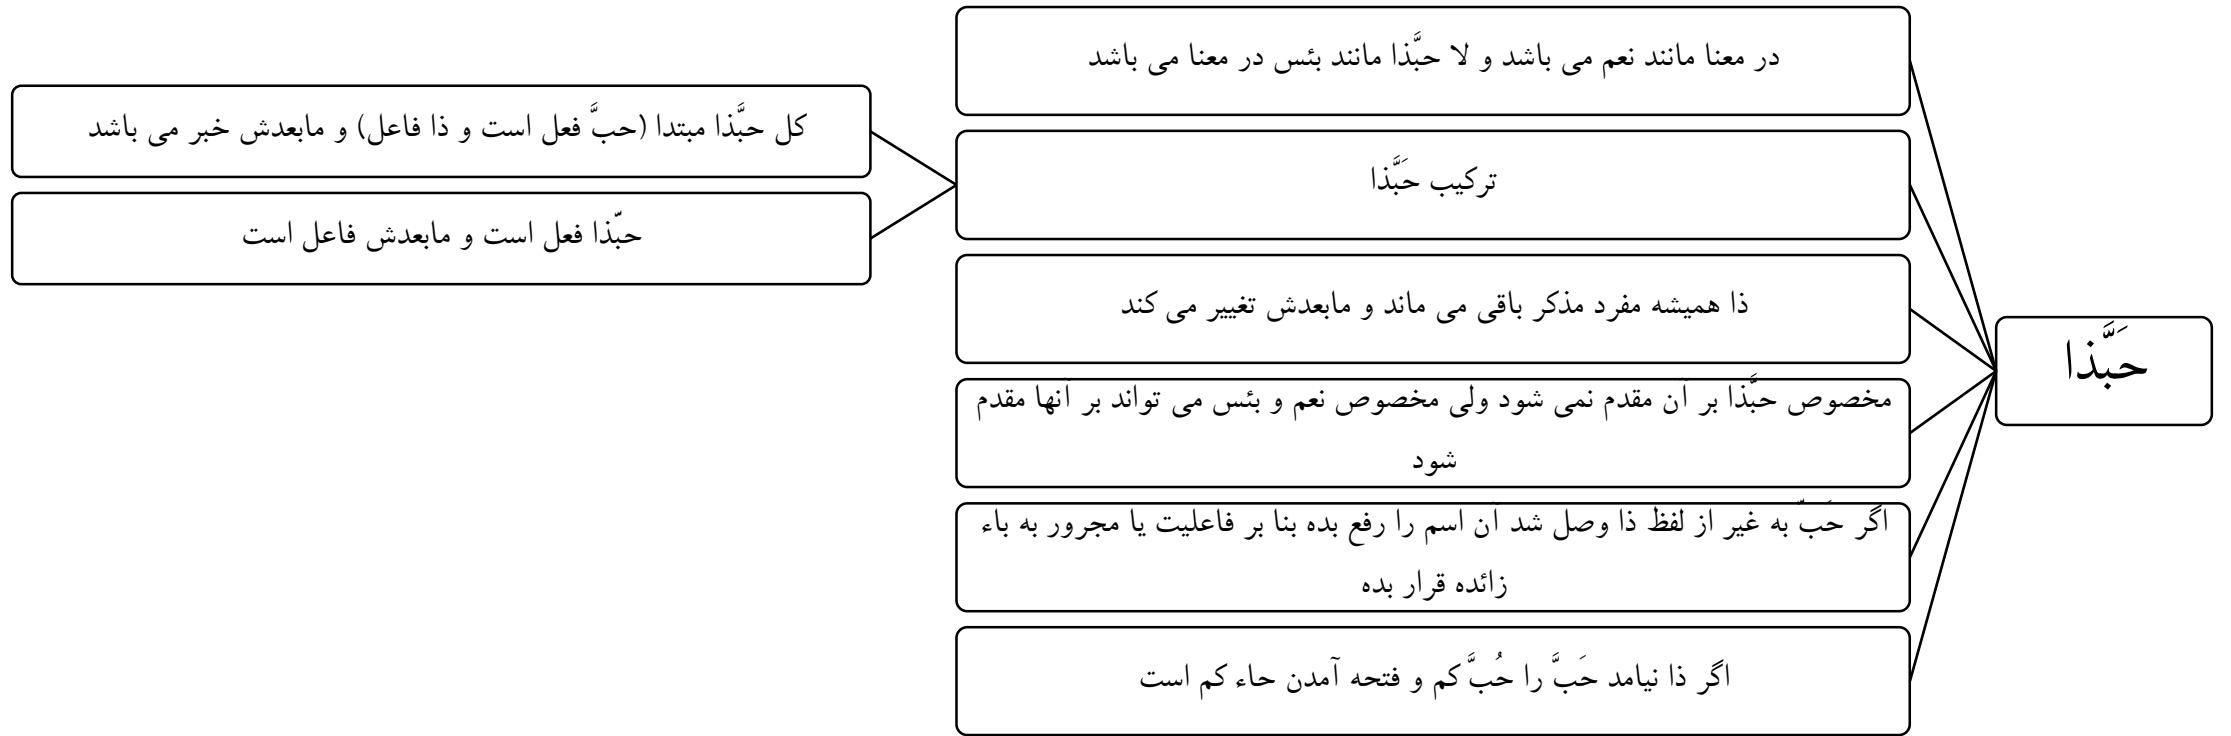 حَبَّذا
در معنا مانند نعم می باشد و لا حبَّذا مانند بئس در معنا می باشد
ترکیب حَبَّذا
کل حبَّذا مبتدا (حبَّ فعل است و ذا فاعل) و مابعدش خبر می باشد
حبّذا فعل است و مابعدش فاعل است
ذا همیشه مفرد مذکر باقی می ماند و مابعدش تغییر می کند
مخصوص حبَّذا بر آن مقدم نمی شود ولی مخصوص نعم و بئس می تواند بر آنها مقدم
شود
اگر حَبّ به غیر از لفظ ذا وصل شد آن اسم را رفع بده بنا بر فاعلیت یا مجرور به باء
زائده قرار بده
اگر ذا نیامد حَبَّ را حُبَّ کم و فتحه آمدن حاء کم است